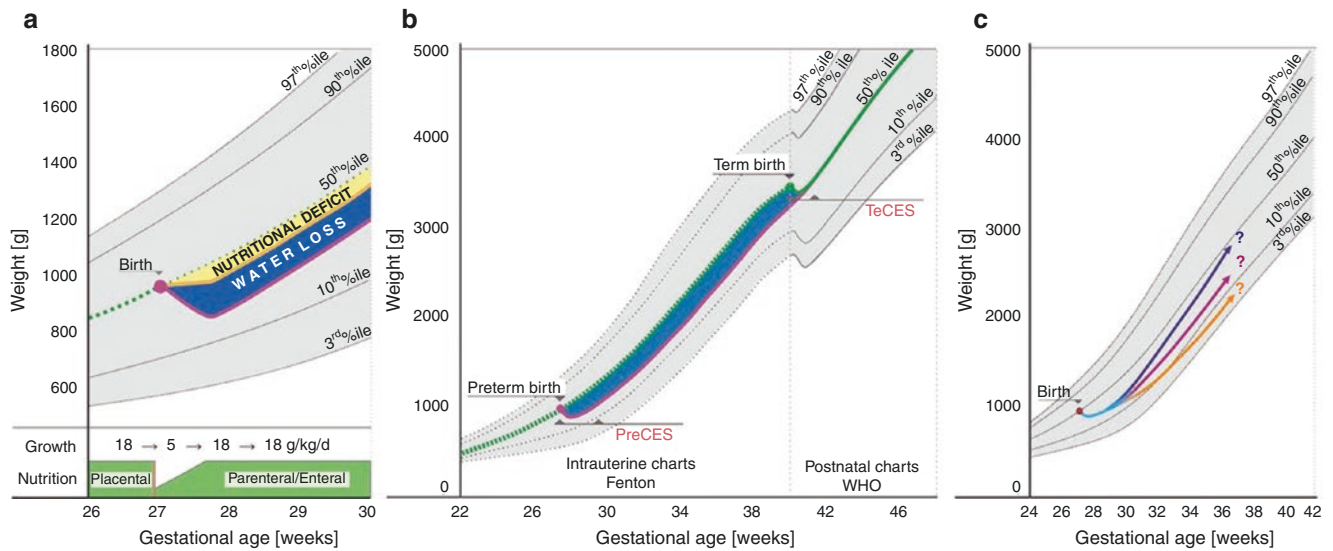 a
1800
1600
1400
1200
1000
800
600
Weight [g]
97th%ile
90th%ile
50th%ile
10th%ile
3rd%ile
NUTRITIONAL DEFICIT
WATER LOSS
Birth
Growth 18 → 5 → 18 → 18 g/kg/d
Nutrition Placental Parenteral/Enteral
26 27 28 29 30
Gestational age [weeks]
b
5000
4000
3000
2000
1000
0
Weight [g]
97th%ile
90th% ile
50th%ile
10th %ile
3rd %ile
Term birth
TeCES
Preterm birth
PreCES
Intrauterine charts
Fenton
Postnatal charts
WHO
22 26 30 34 38 42 46
Gestational age [weeks]
c
5000
4000
3000
2000
1000
0
Weight [g]
97th%ile
90th%ile
50th%ile
10th%ile
3rd%ile
?
?
?
Birth
24 26 28 30 32 34 36 38 40 42
Gestational age [weeks]